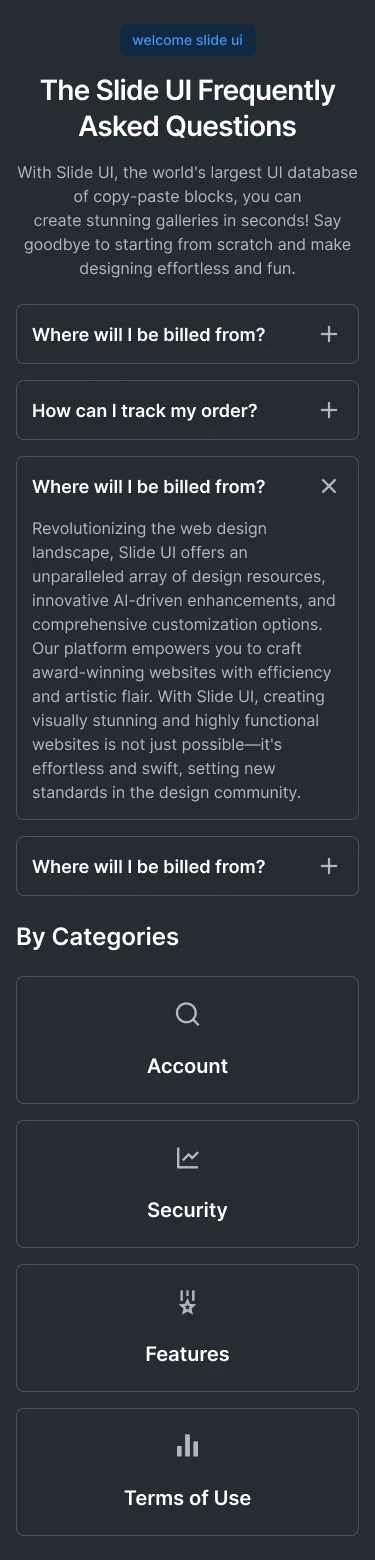 welcome slide ui
The Slide UI Frequently
Asked Questions
With Slide UI, the world's largest UI database
of copy-paste blocks, you can
create stunning galleries in seconds! Say
goodbye to starting from scratch and make
designing effortless and fun.
Where will I be billed from?
How can I track my order?
Where will I be billed from?
Revolutionizing the web design
landscape, Slide UI offers an
unparalleled array of design resources,
innovative AI-driven enhancements, and
comprehensive customization options.
Our platform empowers you to craft
award-winning websites with efficiency
and artistic flair. With Slide UI, creating
visually stunning and highly functional
websites is not just possible—it's
effortless and swift, setting new
standards in the design community.
Where will I be billed from?
By Categories
Account
Security
Features
Terms of Use